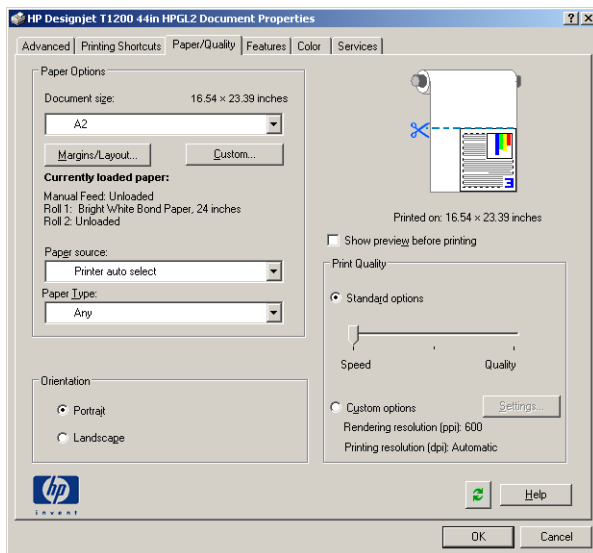 HP Designjet T1200 44in HPGL2 Document Properties
Advanced Printing Shortcuts Paper/Quality Features Color Services
Paper Options
Document size: 16.54 × 23.39 inches
A2
Margins/Layout... Custom...
Currently loaded paper:
Manual Feed: Unloaded
Roll 1: Bright White Bond Paper, 24 inches
Roll 2: Unloaded
Paper source:
Printer auto select
Paper Type:
Any
Orientation
Portrait
Landscape
3
Printed on: 16.54 × 23.39 inches
Show preview before printing
Print Quality
Standard options
Speed Quality
Custom options Settings...
Rendering resolution (ppi): 600
Printing resolution (dpi): Automatic
hp
invent
Help
OK Cancel